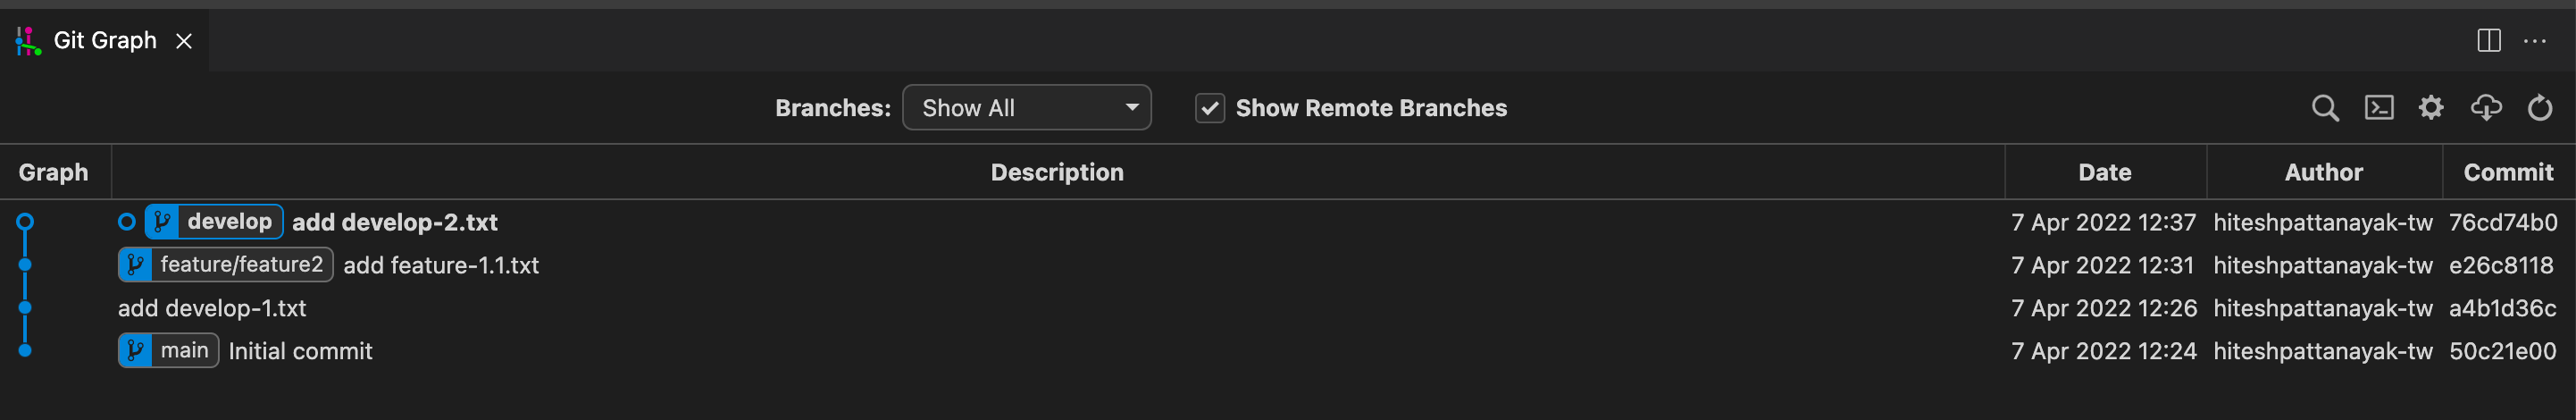 Git Graph
Branches: Show All Show Remote Branches
Graph Description Date Author Commit
develop add develop-2.txt 7 Apr 2022 12:37 hiteshpattanayak-tw 76cd74b0
feature/feature2 add feature-1.1.txt 7 Apr 2022 12:31 hiteshpattanayak-tw e26c8118
add develop-1.txt 7 Apr 2022 12:26 hiteshpattanayak-tw a4b1d36c
main Initial commit 7 Apr 2022 12:24 hiteshpattanayak-tw 50c21e00